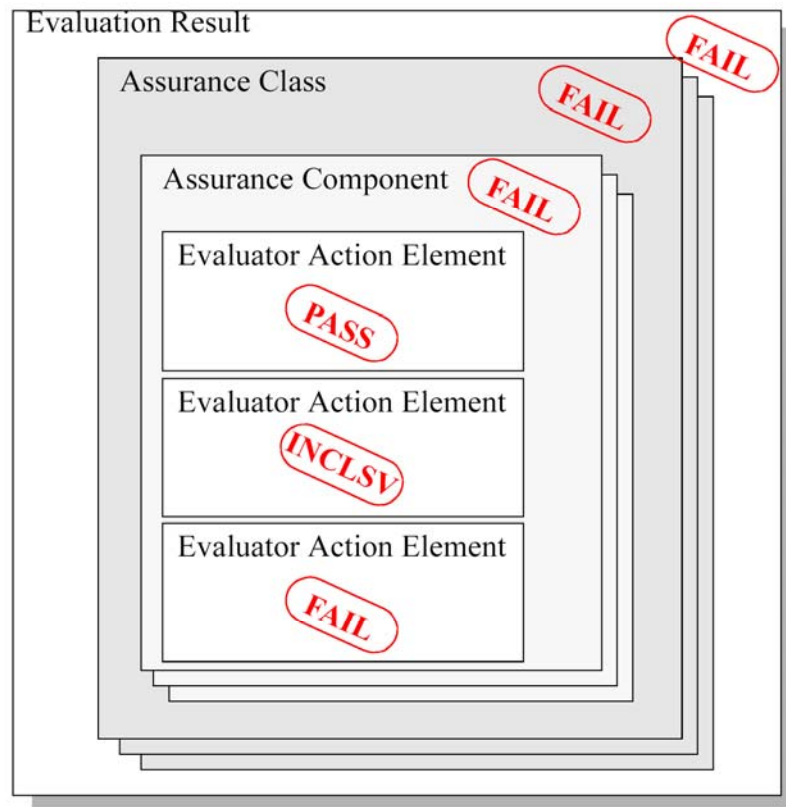 Evaluation Result
FAIL
Assurance Class
FAIL
Assurance Component
FAIL
Evaluator Action Element
PASS
Evaluator Action Element
INCLSV
Evaluator Action Element
FAIL